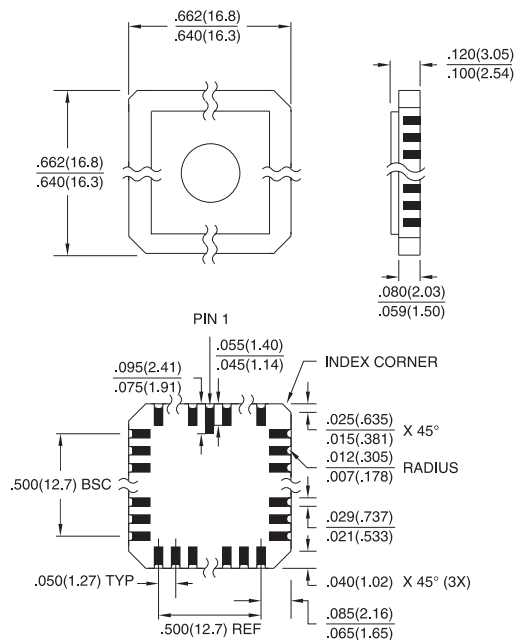 .662(16.8)
.640(16.3)
.120(3.05)
.100(2.54)
.662(16.8)
.640(16.3)
.080(2.03)
.059(1.50)
PIN 1
.055(1.40)
.045(1.14)
.095(2.41)
.075(1.91)
INDEX CORNER
.025(.635)
.015(.381)
X 45°
.012(.305)
.007(.178)
RADIUS
.500(12.7) BSC
.029(.737)
.021(.533)
.050(1.27) TYP
.040(1.02) X 45° (3X)
.085(2.16)
.065(1.65)
.500(12.7) REF